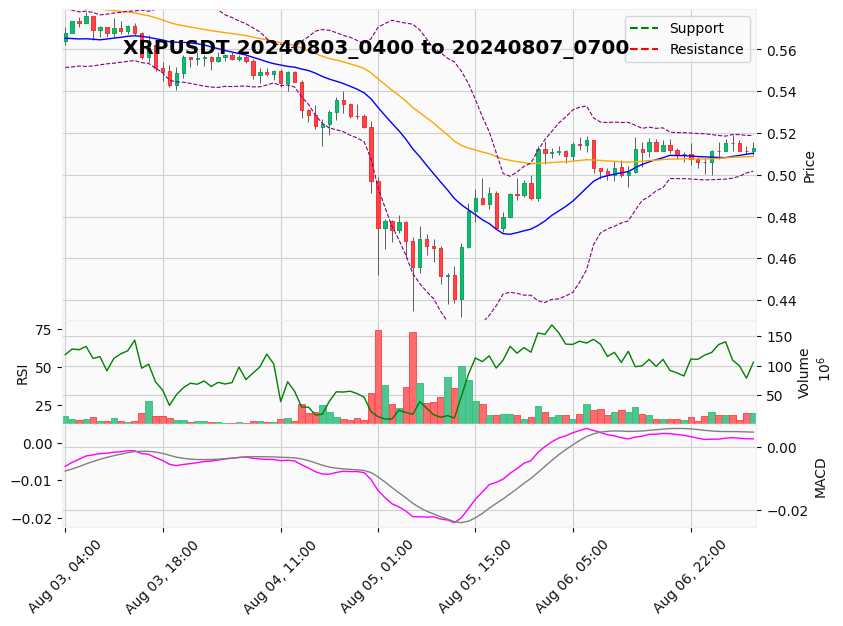 XRPUSDT 20240803_0400 to 20240807_0700
Support
Resistance
0.56
0.54
0.52
0.50
0.48
0.46
0.44
Price
75
50
25
RSI
150
100
50
Volume
10^6
0.00
−0.01
−0.02
0.00
−0.02
MACD
Aug 03, 04:00
Aug 03, 18:00
Aug 04, 11:00
Aug 05, 01:00
Aug 05, 15:00
Aug 06, 05:00
Aug 06, 22:00